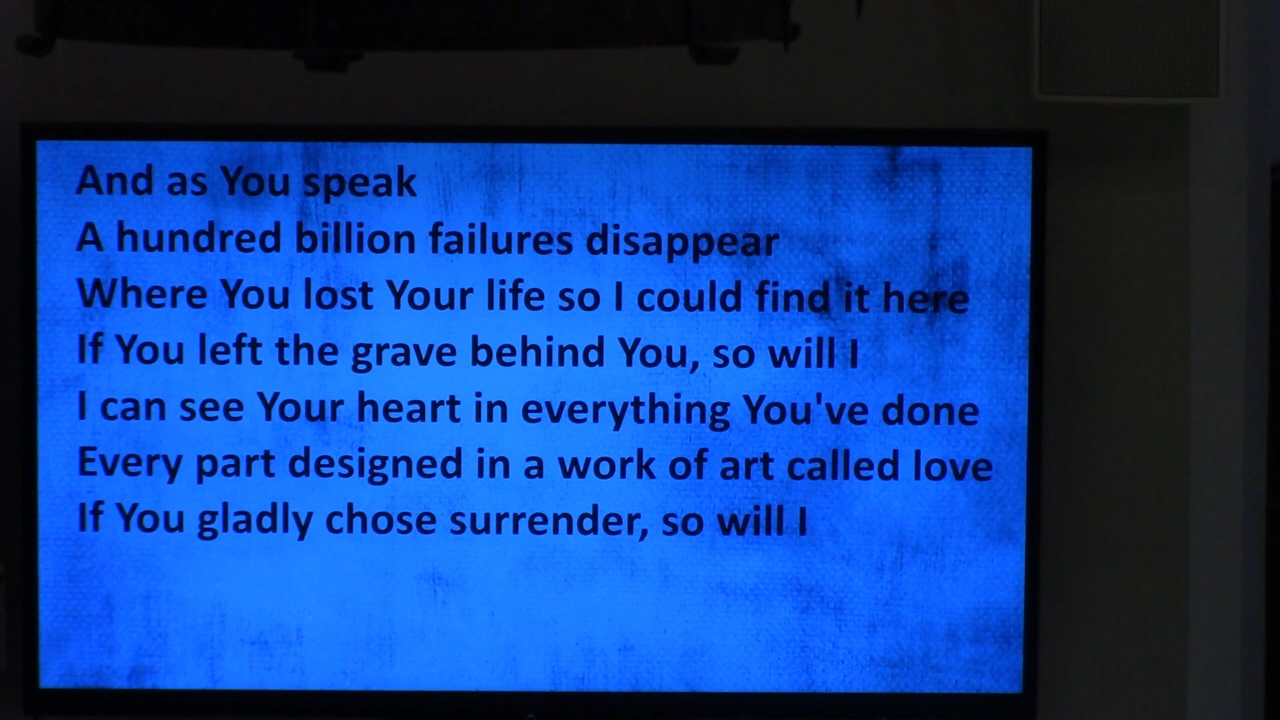 And as You speak
A hundred billion failures disappear
Where You lost Your life so I could find it here
If You left the grave behind You, so will I
I can see Your heart in everything You've done
Every part designed in a work of art called love
If You gladly chose surrender, so will I